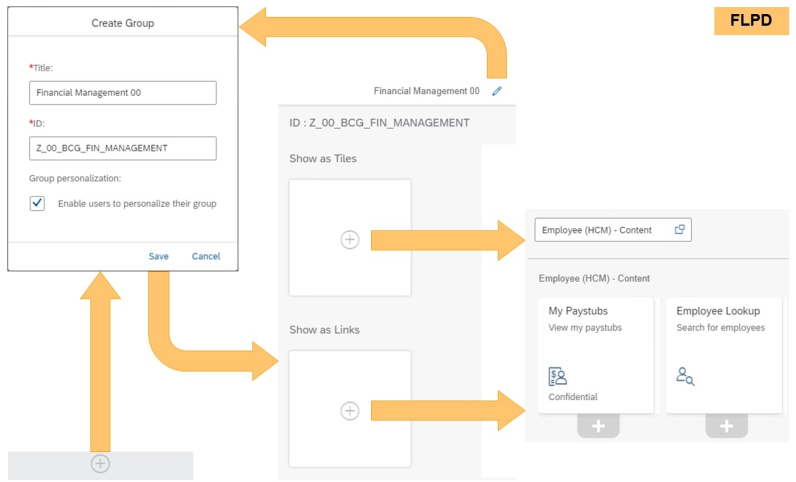 Create Group
*Title:
Financial Management 00
*ID:
Z_00_BCG_FIN_MANAGEMENT
Group personalization:
Enable users to personalize their group
Save Cancel
Financial Management 00
ID : Z_00_BCG_FIN_MANAGEMENT
Show as Tiles
Show as Links
FLPD
Employee (HCM) - Content
Employee (HCM) - Content
My Paystubs
View my paystubs
Confidential
Employee Lookup
Search for employees